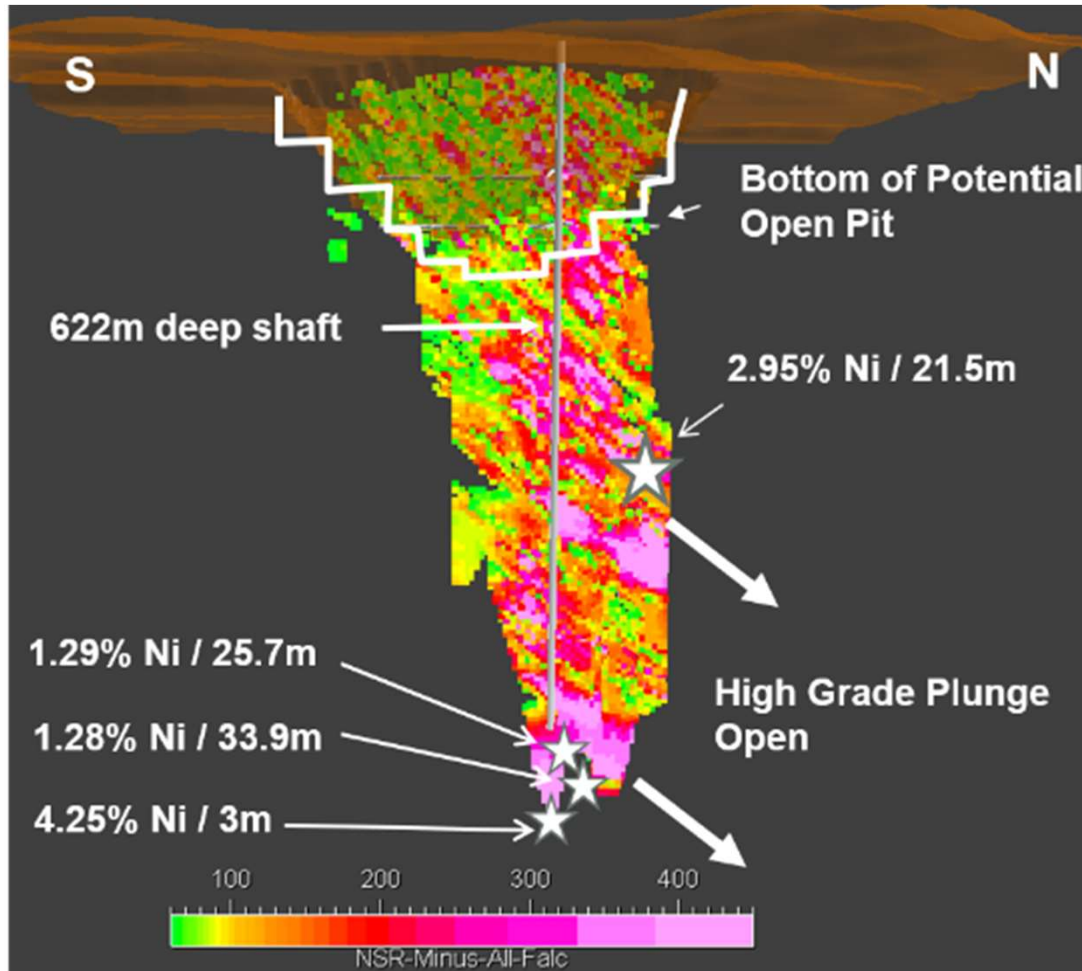 S
N
Bottom of Potential
Open Pit
622m deep shaft
2.95% Ni / 21.5m
1.29% Ni / 25.7m
High Grade Plunge
Open
1.28% Ni / 33.9m
4.25% Ni / 3m
100 200 300 400
NSR-Minus-All-Falc